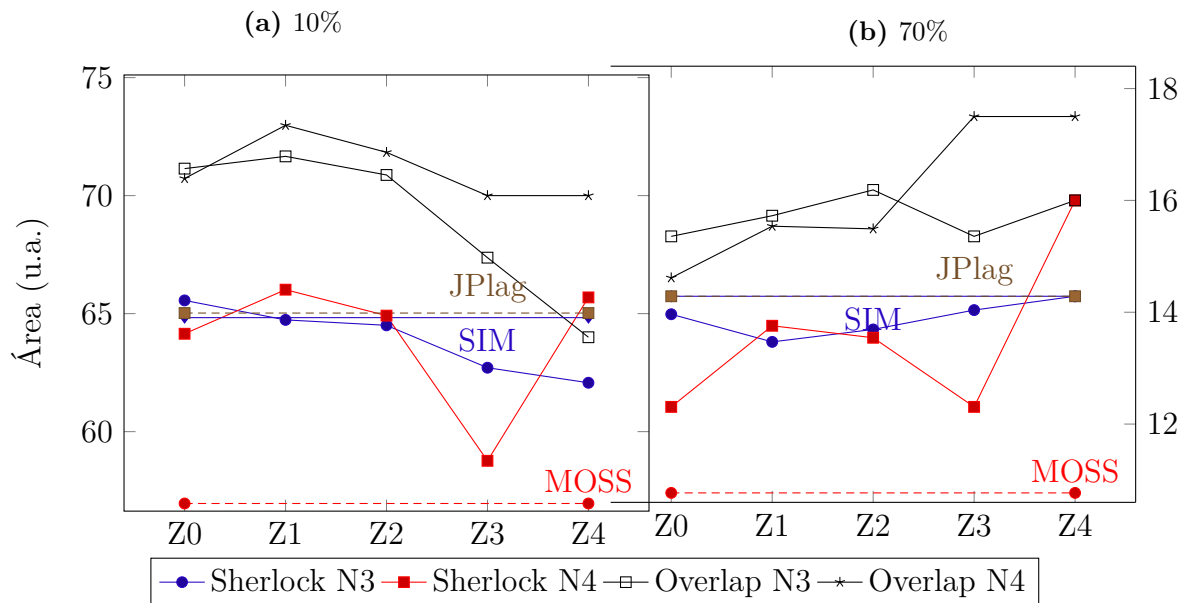 (a) 10%
(b) 70%
75
70
65
60
Área (u.a.)
JPlag
SIM
MOSS
Z0 Z1 Z2 Z3 Z4
18
16
14
12
JPlag
SIM
MOSS
Z0 Z1 Z2 Z3 Z4
Sherlock N3 Sherlock N4 Overlap N3 Overlap N4